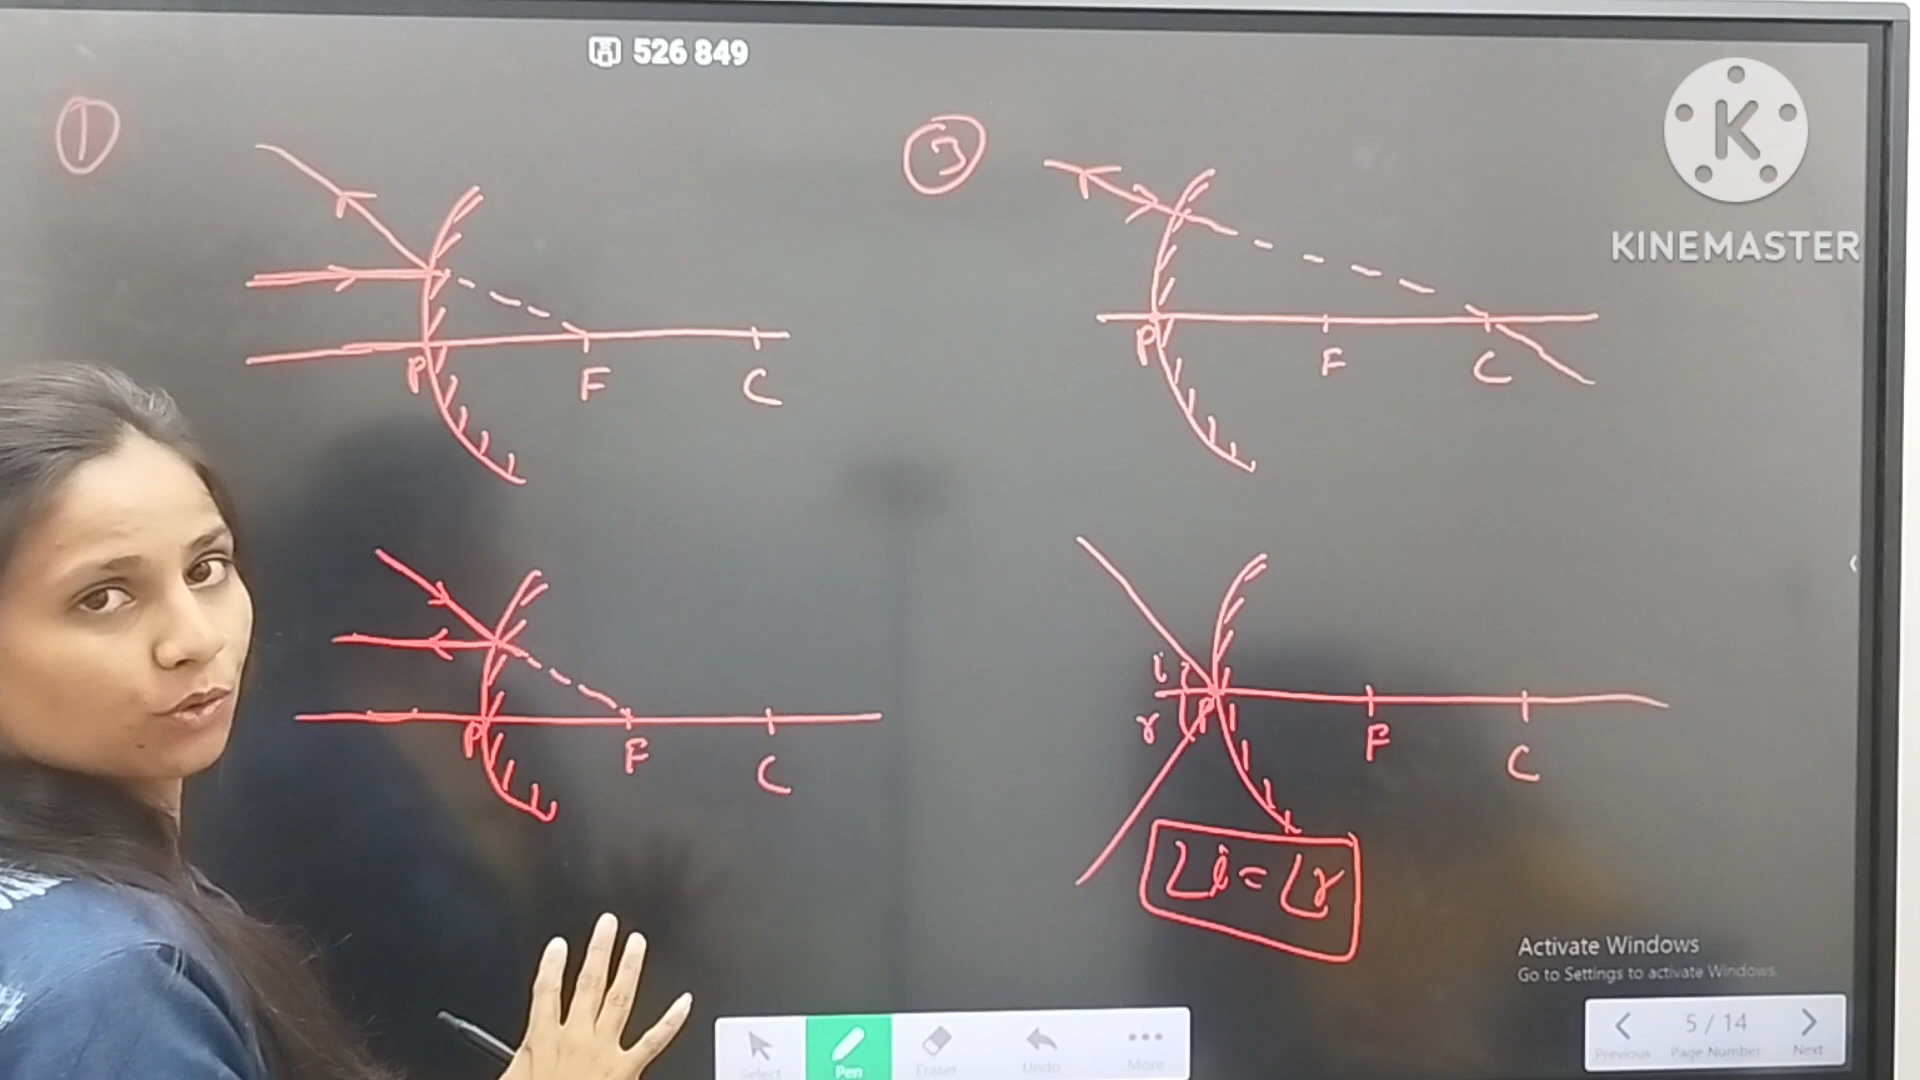 526 849
K
KINEMASTER
①
P
F
C
③
P
F
C
P
F
C
i
r
P
F
C
∠i = ∠r
Activate Windows
Go to Settings to activate Windows.
Select
Pen
Eraser
Undo
More
5 / 14
Previous
Page Number
Next